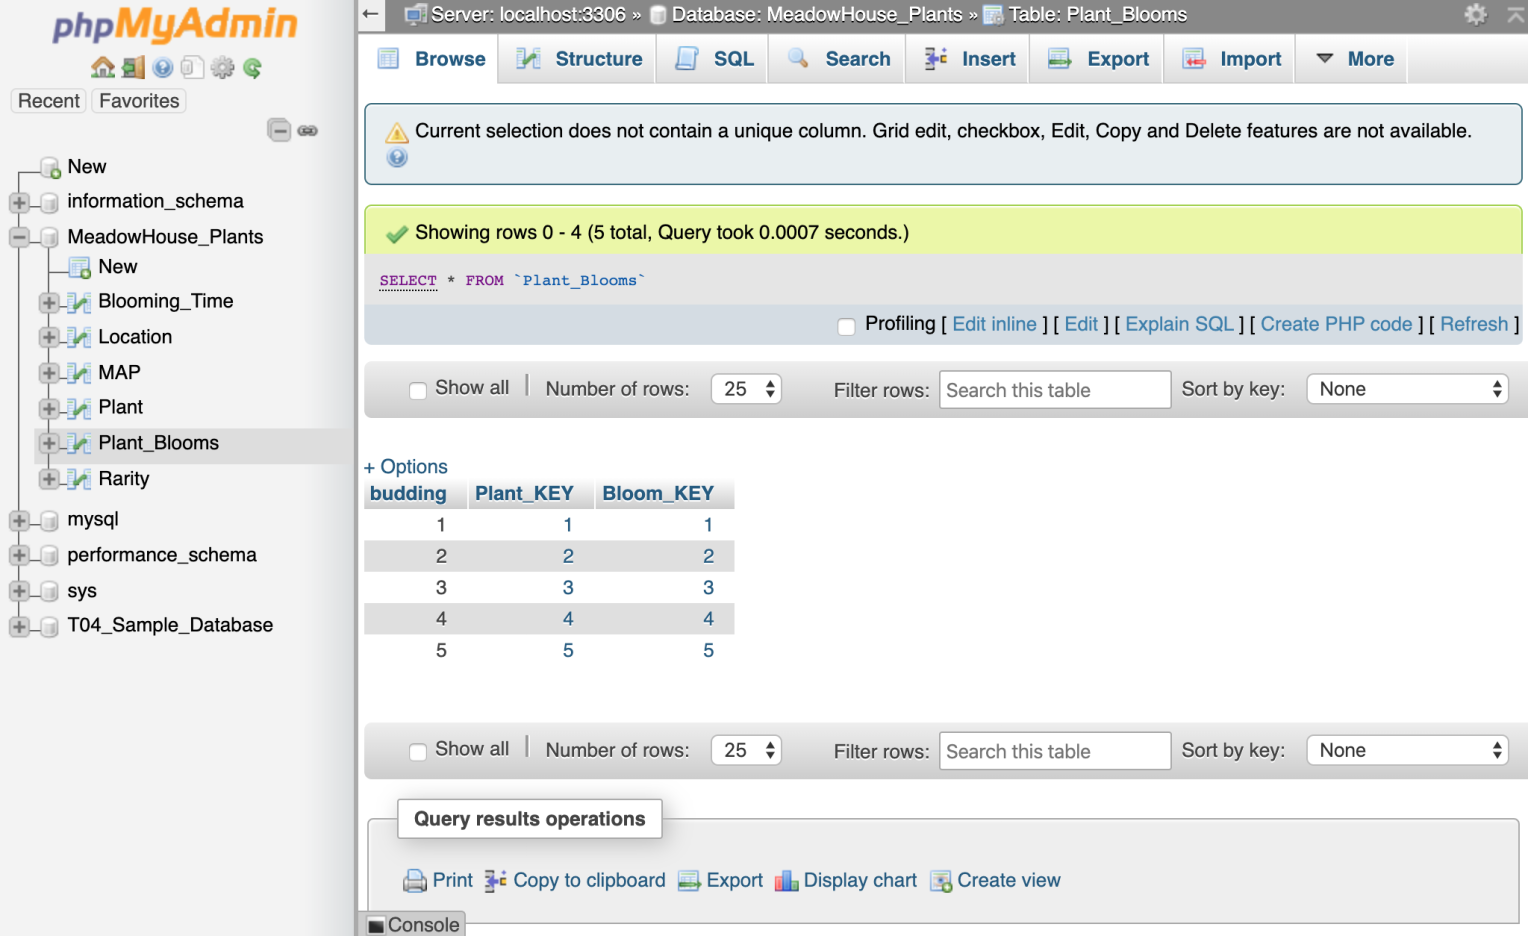 phpMyAdmin
Recent Favorites
New
information_schema
MeadowHouse_Plants
New
Blooming_Time
Location
MAP
Plant
Plant_Blooms
Rarity
mysql
performance_schema
sys
T04_Sample_Database
Server: localhost:3306 » Database: MeadowHouse_Plants » Table: Plant_Blooms
Browse Structure SQL Search Insert Export Import More
Current selection does not contain a unique column. Grid edit, checkbox, Edit, Copy and Delete features are not available.
Showing rows 0 - 4 (5 total, Query took 0.0007 seconds.)
SELECT * FROM `Plant_Blooms`
Profiling [ Edit inline ] [ Edit ] [ Explain SQL ] [ Create PHP code ] [ Refresh ]
Show all | Number of rows: 25 Filter rows: Search this table Sort by key: None
+ Options
budding Plant_KEY Bloom_KEY
1 1 1
2 2 2
3 3 3
4 4 4
5 5 5
Show all | Number of rows: 25 Filter rows: Search this table Sort by key: None
Query results operations
Print Copy to clipboard Export Display chart Create view
Console